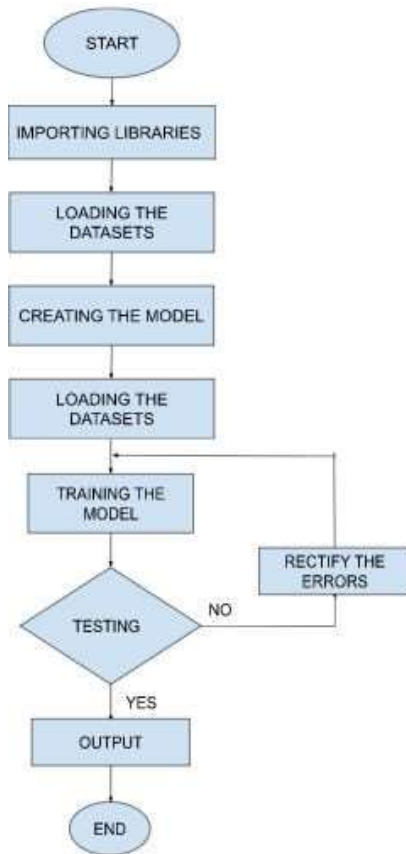 START
IMPORTING LIBRARIES
LOADING THE
DATASETS
CREATING THE MODEL
LOADING THE
DATASETS
TRAINING THE
MODEL
RECTIFY THE
ERRORS
TESTING
NO
YES
OUTPUT
END